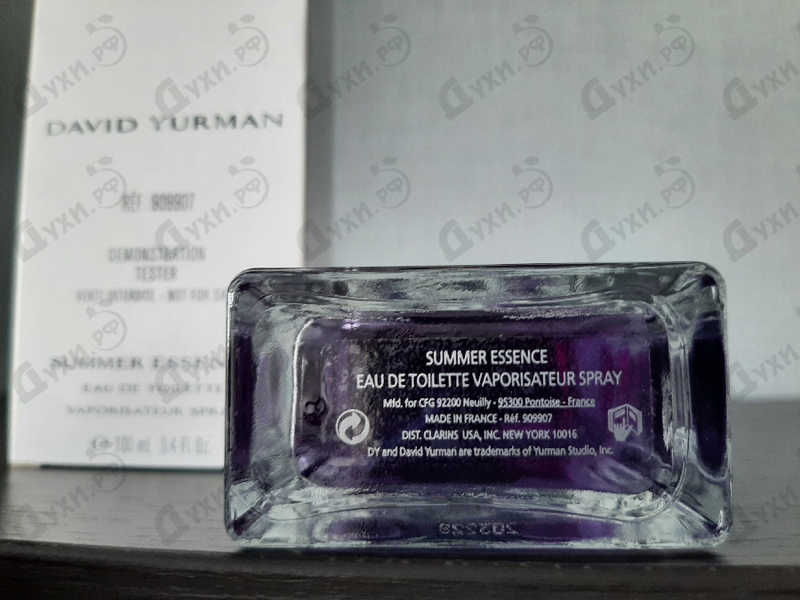 DAVID YURMAN
RÉF 909907
DEMONSTRATION
TESTER
VENTE INTERDITE - NOT FOR
SUMMER
EAU DE TOILETTE
VAPORISATEUR
e 100 mL 3.4 Fl.Oz.
SUMMER ESSENCE
EAU DE TOILETTE VAPORISATEUR SPRAY
Mfd. for CFG 92200 Neuilly - 95300 Pontoise - France
MADE IN FRANCE - Réf. 909907
DIST. CLARINS USA, INC. NEW YORK 10016
DY and David Yurman are trademarks of Yurman Studio, Inc.
Духи.РФ